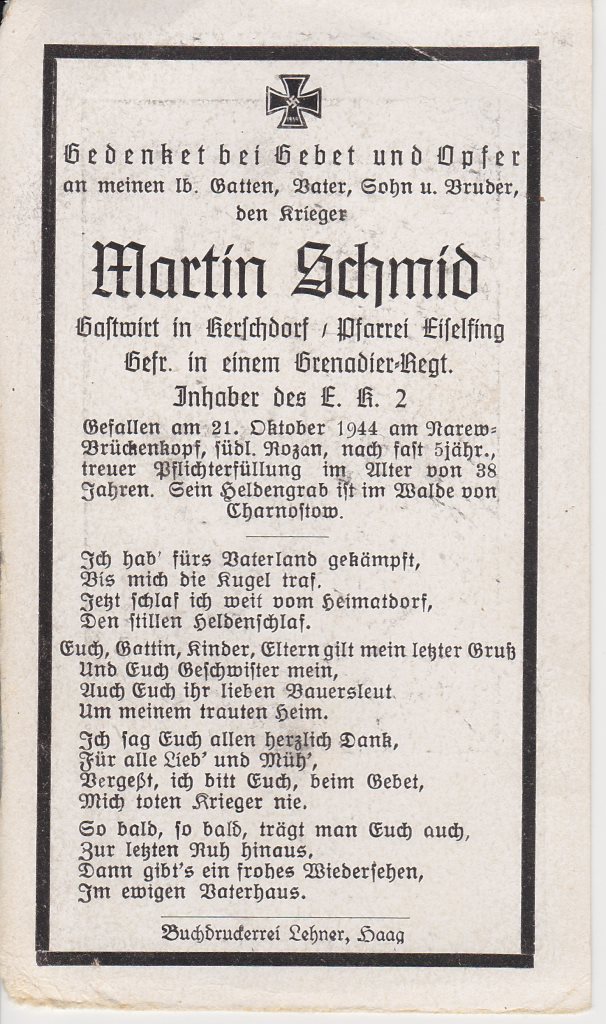 Gedenket bei Gebet und Opfer
an meinen lb. Gatten, Vater, Sohn u. Bruder,
den Krieger
Martin Schmid
Gastwirt in Kerschdorf / Pfarrei Eiselfing
Gefr. in einem Grenadier-Regt.
Inhaber des E. K. 2
Gefallen am 21. Oktober 1944 am Narew-
Brückenkopf, südl. Rozan, nach fast 5jähr.,
treuer Pflichterfüllung im Alter von 38
Jahren. Sein Heldengrab ist im Walde von
Charnostow.
Ich hab' fürs Vaterland gekämpft,
Bis mich die Kugel traf.
Jetzt schlaf ich weit vom Heimatdorf,
Den stillen Heldenschlaf.
Euch, Gattin, Kinder, Eltern gilt mein letzter Gruß
Und Euch Geschwister mein,
Auch Euch ihr lieben Bauersleut
Um meinem trauten Heim.
Ich sag Euch allen herzlich Dank,
Für alle Lieb' und Müh',
Vergeßt, ich bitt Euch, beim Gebet,
Mich toten Krieger nie.
So bald, so bald, trägt man Euch auch,
Zur letzten Ruh hinaus.
Dann gibt's ein frohes Wiedersehen,
Im ewigen Vaterhaus.
Buchdruckerei Lehner, Haag